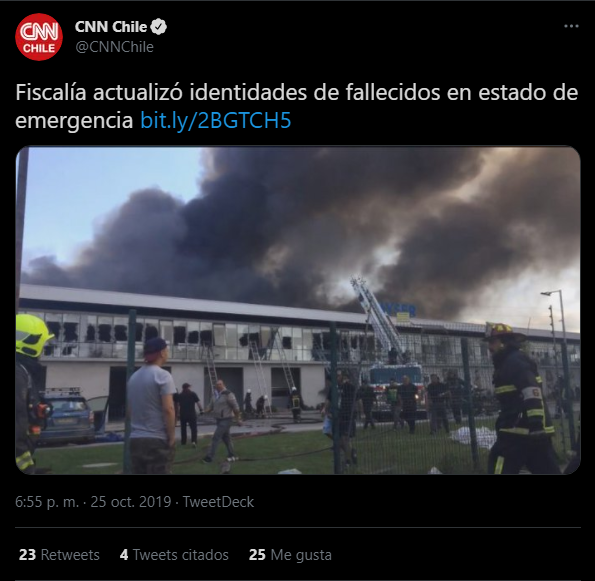 CNN
CHILE
CNN Chile
@CNNChile
Fiscalía actualizó identidades de fallecidos en estado de
emergencia bit.ly/2BGTCH5
6:55 p. m. · 25 oct. 2019 · TweetDeck
23 Retweets 4 Tweets citados 25 Me gusta